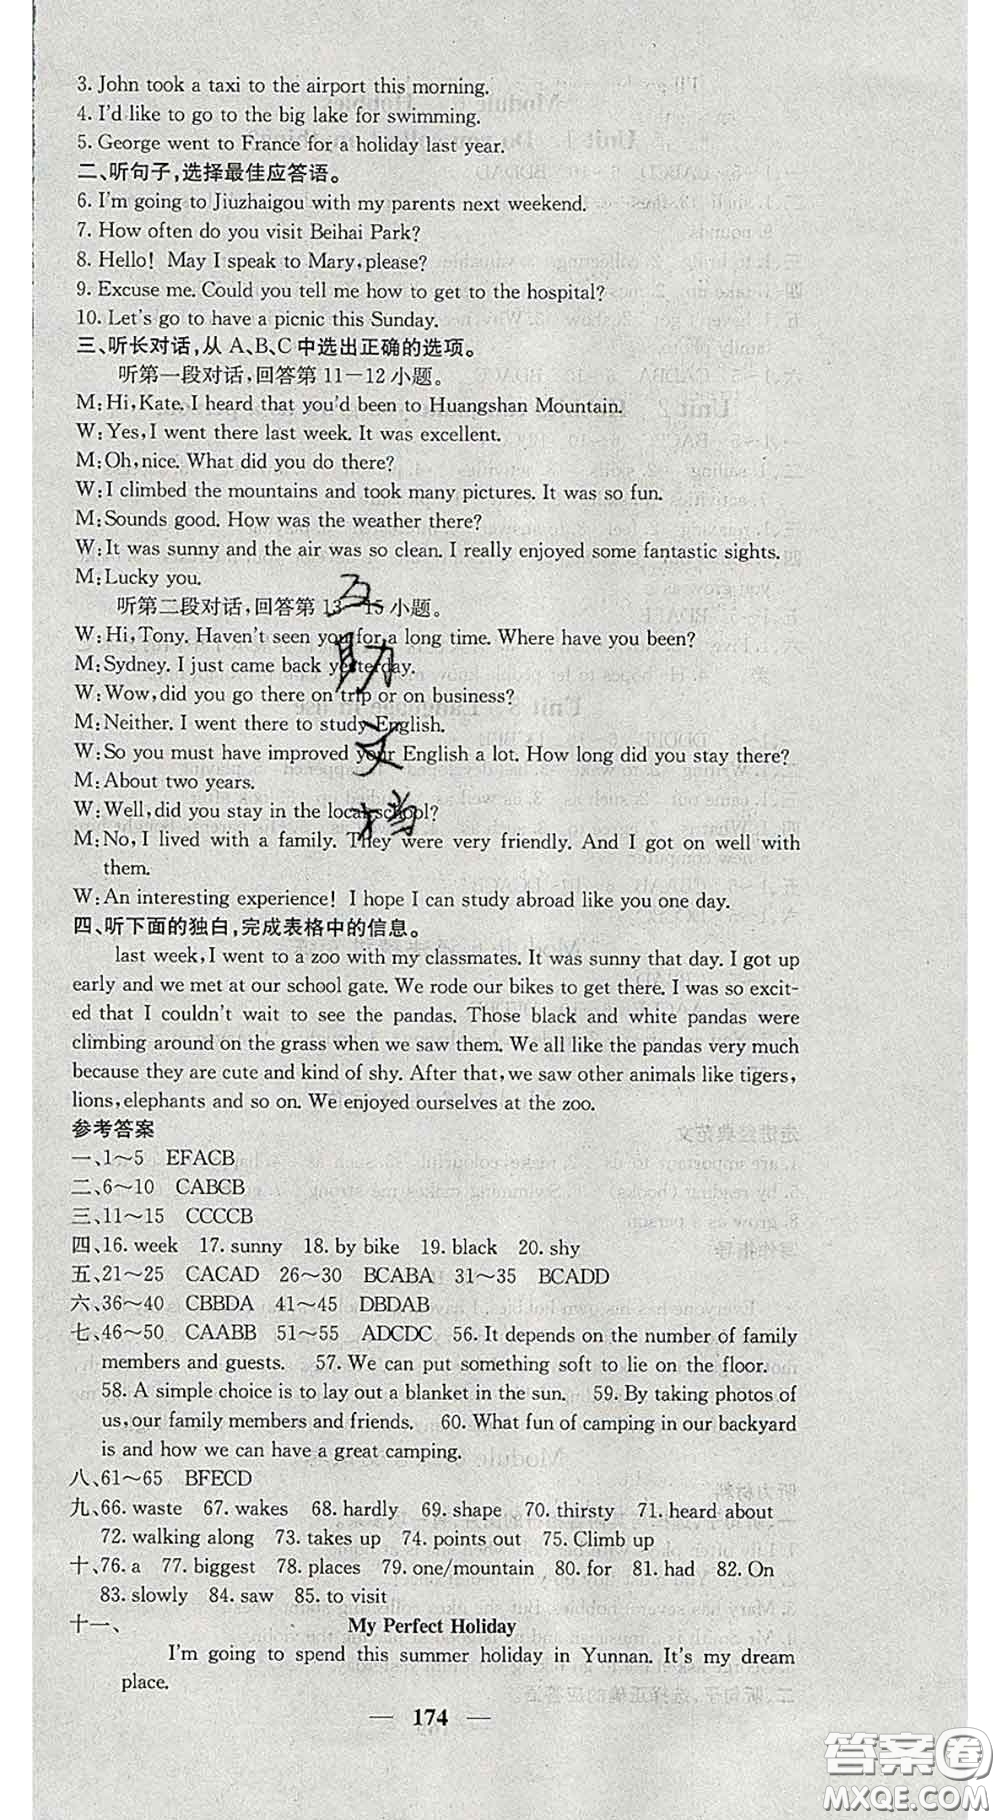 3. John took a taxi to the airport this morning.
4. I'd like to go to the big lake for swimming.
5. George went to France for a holiday last year.
二、听句子,选择最佳应答语。
6. I'm going to Jiuzhaigou with my parents next weekend.
7. How often do you visit Beihai Park?
8. Hello! May I speak to Mary, please?
9. Excuse me. Could you tell me how to get to the hospital?
10. Let's go to have a picnic this Sunday.
三、听长对话,从 A、B、C 中选出正确的选项。
听第一段对话,回答第 11—12 小题。
M: Hi, Kate. I heard that you'd been to Huangshan Mountain.
W: Yes, I went there last week. It was excellent.
M: Oh, nice. What did you do there?
W: I climbed the mountains and took many pictures. It was so fun.
M: Sounds good. How was the weather there?
W: It was sunny and the air was so clean. I really enjoyed some fantastic sights.
M: Lucky you.
听第二段对话,回答第 13—15 小题。
W: Hi, Tony. Haven't seen you for a long time. Where have you been?
M: Sydney. I just came back yesterday.
W: Wow, did you go there on trip or on business?
M: Neither. I went there to study English.
W: So you must have improved your English a lot. How long did you stay there?
M: About two years.
W: Well, did you stay in the local school?
M: No, I lived with a family. They were very friendly. And I got on well with
them.
W: An interesting experience! I hope I can study abroad like you one day.
四、听下面的独白,完成表格中的信息。
last week, I went to a zoo with my classmates. It was sunny that day. I got up
early and we met at our school gate. We rode our bikes to get there. I was so excit-
ed that I couldn't wait to see the pandas. Those black and white pandas were
climbing around on the grass when we saw them. We all like the pandas very much
because they are cute and kind of shy. After that, we saw other animals like tigers,
lions, elephants and so on. We enjoyed ourselves at the zoo.
参考答案
一、1～5 EFACB
二、6～10 CABCB
三、11～15 CCCCB
四、16. week 17. sunny 18. by bike 19. black 20. shy
五、21～25 CACAD 26～30 BCABA 31～35 BCADD
六、36～40 CBBDA 41～45 DBDAB
七、46～50 CAABB 51～55 ADCDC 56. It depends on the number of family
members and guests. 57. We can put something soft to lie on the floor.
58. A simple choice is to lay out a blanket in the sun. 59. By taking photos of
us, our family members and friends. 60. What fun of camping in our backyard
is and how we can have a great camping.
八、61～65 BFECD
九、66. waste 67. wakes 68. hardly 69. shape 70. thirsty 71. heard about
72. walking along 73. takes up 74. points out 75. Climb up
十、76. a 77. biggest 78. places 79. one/mountain 80. for 81. had 82. On
83. slowly 84. saw 85. to visit
十一、 My Perfect Holiday
I'm going to spend this summer holiday in Yunnan. It's my dream
place.
— 174 —
互助文档
答案圈
MXQE.COM